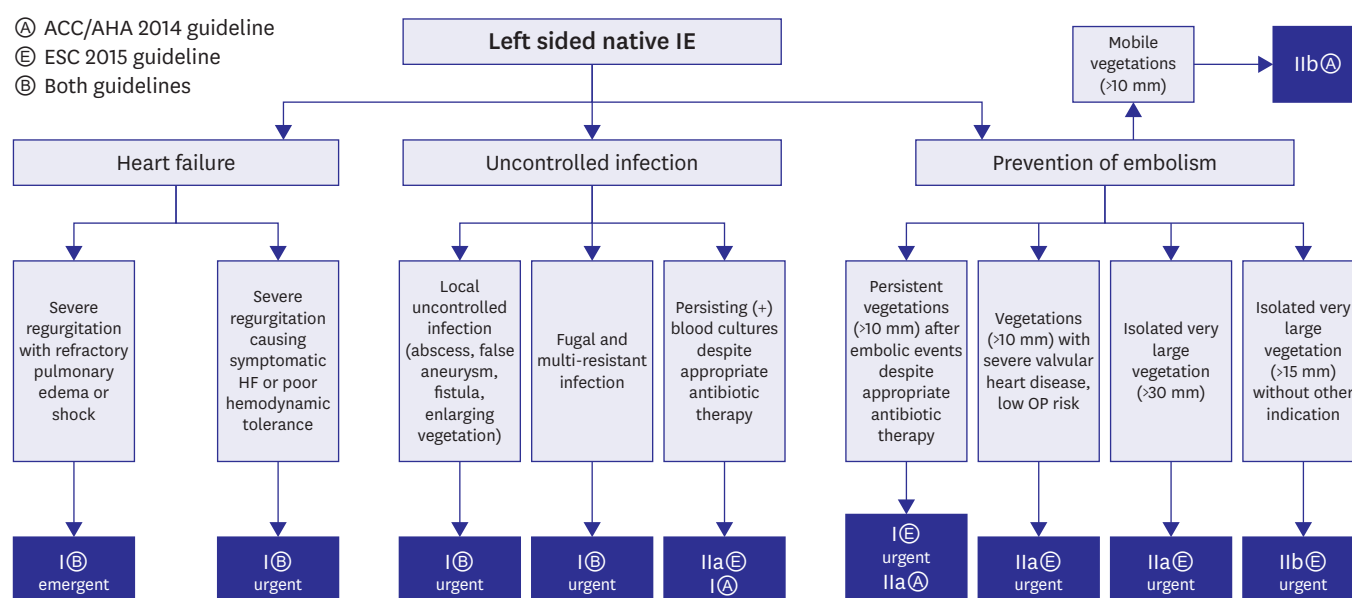 Ⓐ ACC/AHA 2014 guideline
Ⓔ ESC 2015 guideline
Ⓑ Both guidelines
Left sided native IE
Mobile
vegetations
(>10 mm)
IIbⒶ
Heart failure
Uncontrolled infection
Prevention of embolism
Severe
regurgitation
with refractory
pulmonary
edema or
shock
Severe
regurgitation
causing
symptomatic
HF or poor
hemodynamic
tolerance
Local
uncontrolled
infection
(abscess, false
aneurysm,
fistula,
enlarging
vegetation)
Fugal and
multi-resistant
infection
Persisting (+)
blood cultures
despite
appropriate
antibiotic
therapy
Persistent
vegetations
(>10 mm) after
embolic events
despite
appropriate
antibiotic
therapy
Vegetations
(>10 mm) with
severe valvular
heart disease,
low OP risk
Isolated very
large
vegetation
(>30 mm)
Isolated very
large
vegetation
(>15 mm)
without other
indication
IⒷ
emergent
IⒷ
urgent
IⒷ
urgent
IⒷ
urgent
IIaⒺ
IⒶ
IⒺ
urgent
IIaⒶ
IIaⒺ
urgent
IIaⒺ
urgent
IIbⒺ
urgent